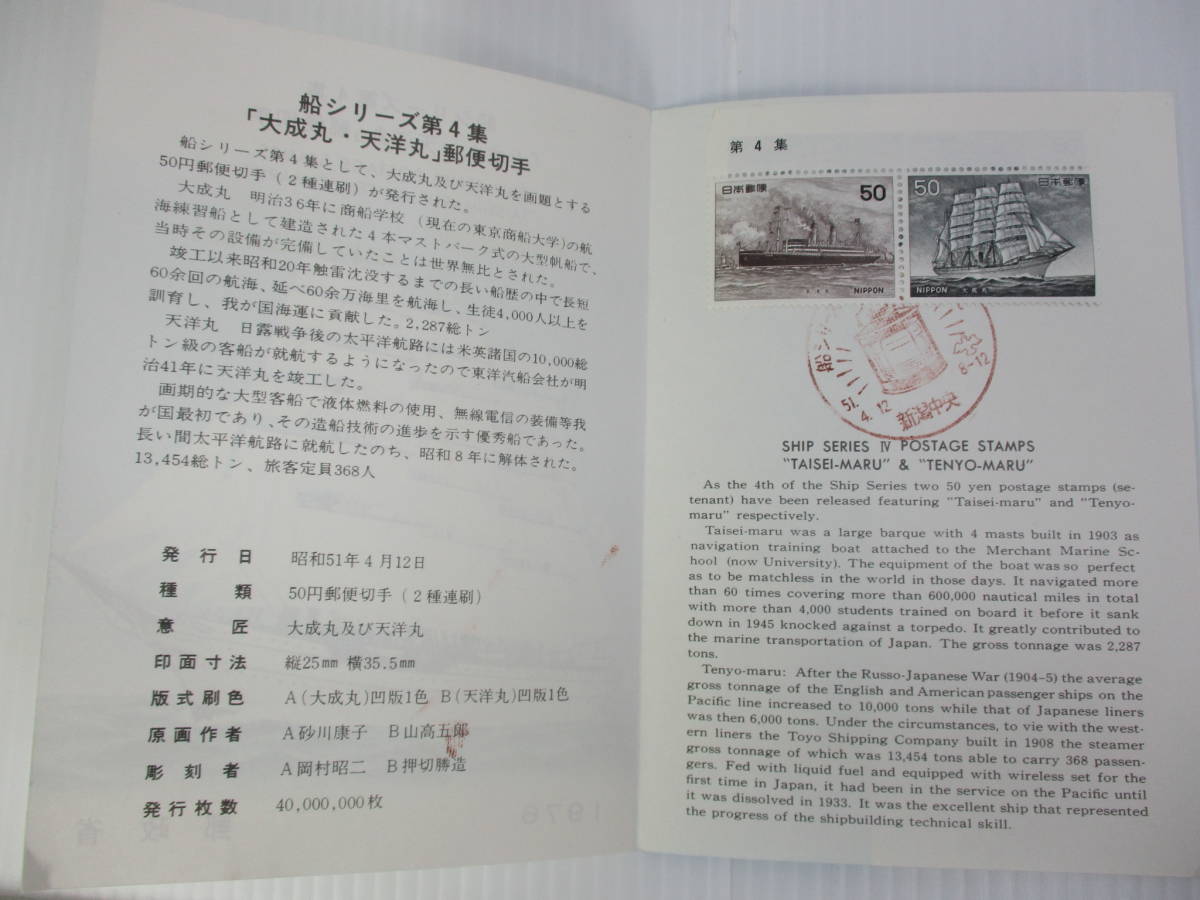 船シリーズ第4集
「大成丸・天洋丸」郵便切手
船シリーズ第4集として、大成丸及び天洋丸を画題とする
50円郵便切手(2種連刷)が発行された。
大成丸　明治36年に商船学校 (現在の東京商船大学)の航
海練習船として建造された4本マストバーク式の大型帆船で、
当時その設備が完備していたことは世界無比とされた。
竣工以来昭和20年触雷沈没するまでの長い船歴の中で長短
60余回の航海、延べ60余万海里を航海し、生徒4,000人以上を
訓育し、我が国海運に貢献した。2,287総トン
天洋丸　日露戦争後の太平洋航路には米英諸国の10,000総
トン級の客船が就航するようになったので東洋汽船会社が明
治41年に天洋丸を竣工した。
画期的な大型客船で液体燃料の使用、無線電信の装備等我
が国最初であり、その造船技術の進歩を示す優秀船であった。
長い間太平洋航路に就航したのち、昭和8年に解体された。
13,454総トン、旅客定員368人
発行日　昭和51年4月12日
種類　50円郵便切手(2種連刷)
意匠　大成丸及び天洋丸
印面寸法　縦25mm 横35.5mm
版式刷色　A(大成丸)凹版1色　B(天洋丸)凹版1色
原画作者　A砂川康子　B山高五郎
彫刻者　A岡村昭二　B押切勝造
発行枚数　40,000,000枚
1976
郵政省
第4集
日本郵便 50
天洋丸 NIPPON
50 日本郵便
NIPPON 大成丸
船シリーズ
51. 4. 12
8-12
新潟中央
SHIP SERIES Ⅳ POSTAGE STAMPS
"TAISEI-MARU" & "TENYO-MARU"
As the 4th of the Ship Series two 50 yen postage stamps (se-
tenant) have been released featuring "Taisei-maru" and "Tenyo-
maru" respectively.
Taisei-maru was a large barque with 4 masts built in 1903 as
navigation training boat attached to the Merchant Marine Sc-
hool (now University). The equipment of the boat was so perfect
as to be matchless in the world in those days. It navigated more
than 60 times covering more than 600,000 nautical miles in total
with more than 4,000 students trained on board it before it sank
down in 1945 knocked against a torpedo. It greatly contributed to
the marine transportation of Japan. The gross tonnage was 2,287
tons.
Tenyo-maru: After the Russo-Japanese War (1904-5) the average
gross tonnage of the English and American passenger ships on the
Pacific line increased to 10,000 tons while that of Japanese liners
was then 6,000 tons. Under the circumstances, to vie with the west-
ern liners the Toyo Shipping Company built in 1908 the steamer
gross tonnage of which was 13,454 tons able to carry 368 passen-
gers. Fed with liquid fuel and equipped with wireless set for the
first time in Japan, it had been in the service on the Pacific until
it was dissolved in 1933. It was the excellent ship that represented
the progress of the shipbuilding technical skill.